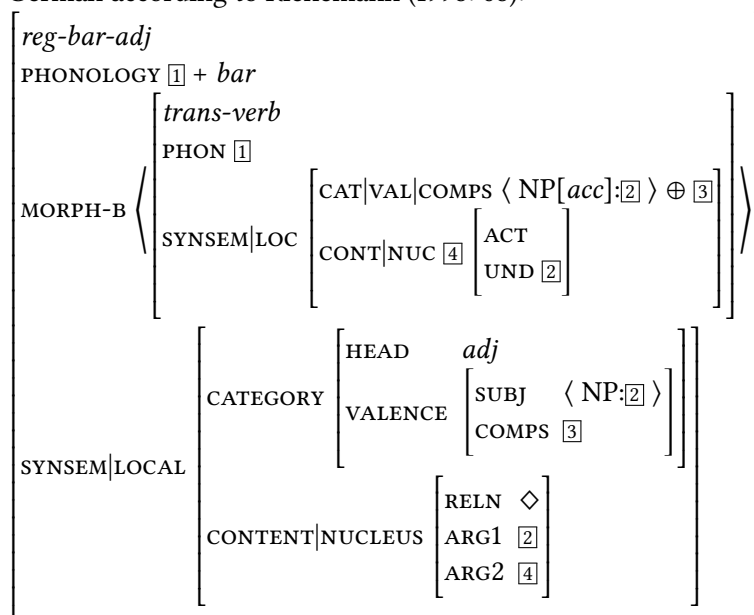 German according to Riehemann
reg-bar-adj
PHONOLOGY 1 + bar
trans-verb
PHON 1
MORPH-B ⟨ SYNSEM|LOC CAT|VAL|COMPS ⟨ NP[acc]:2 ⟩ ⊕ 3 ⟩
CONT|NUC 4 ACT
UND 2
SYNSEM|LOCAL CATEGORY HEAD adj
VALENCE SUBJ ⟨ NP:2 ⟩
COMPS 3
CONTENT|NUCLEUS RELN ◇
ARG1 2
ARG2 4